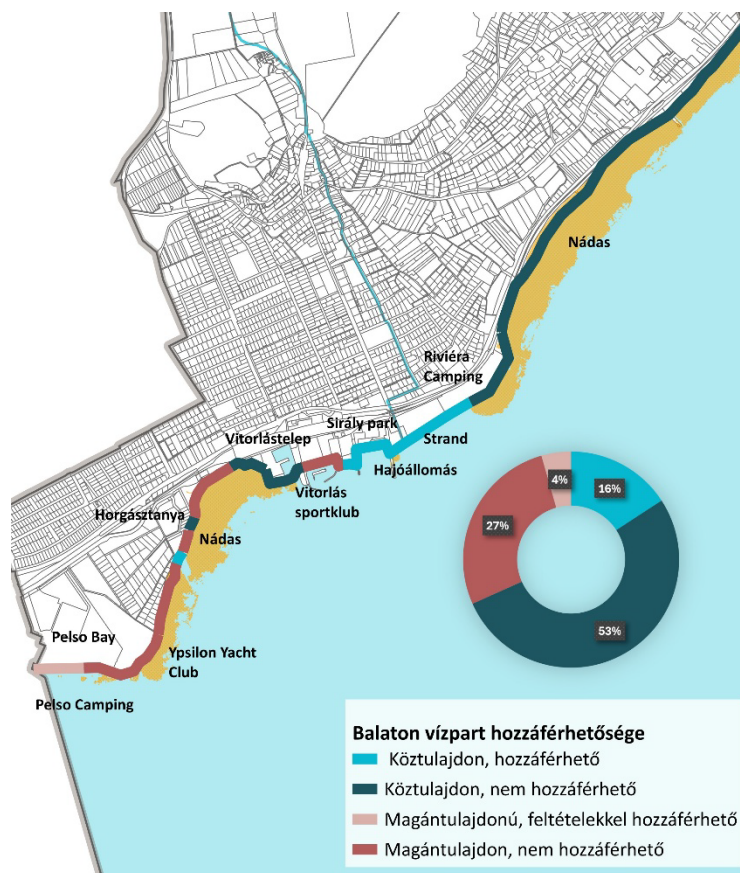 Nádas
Riviéra
Camping
Sirály park
Strand
Vitorlástelep
Hajóállomás
Vitorlás
sportklub
Horgásztanya
Nádas
Pelso Bay
Ypsilon Yacht
Club
Pelso Camping
4%
16%
27%
53%
Balaton vízpart hozzáférhetősége
Köztulajdon, hozzáférhető
Köztulajdon, nem hozzáférhető
Magántulajdonú, feltételekkel hozzáférhető
Magántulajdon, nem hozzáférhető